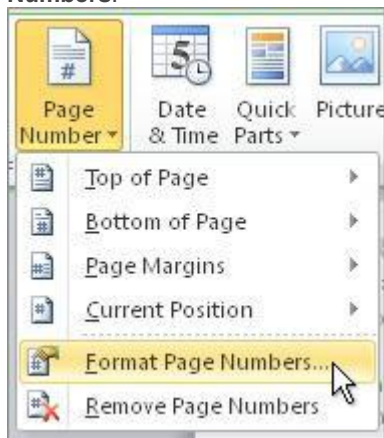 Numbers.
Page Number
Date & Time
Quick Parts
Picture
Top of Page
Bottom of Page
Page Margins
Current Position
Format Page Numbers...
Remove Page Numbers